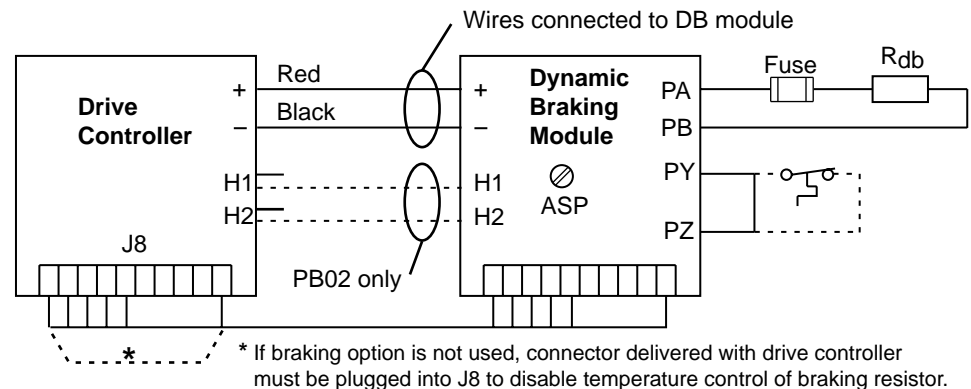 Wires connected to DB module
Drive
Controller
+
−
Red
Black
H1
H2
J8
PB02 only
Dynamic
Braking
Module
+
−
H1
H2
ASP
PA
PB
PY
PZ
Fuse
Rdb
*
* If braking option is not used, connector delivered with drive controller
must be plugged into J8 to disable temperature control of braking resistor.